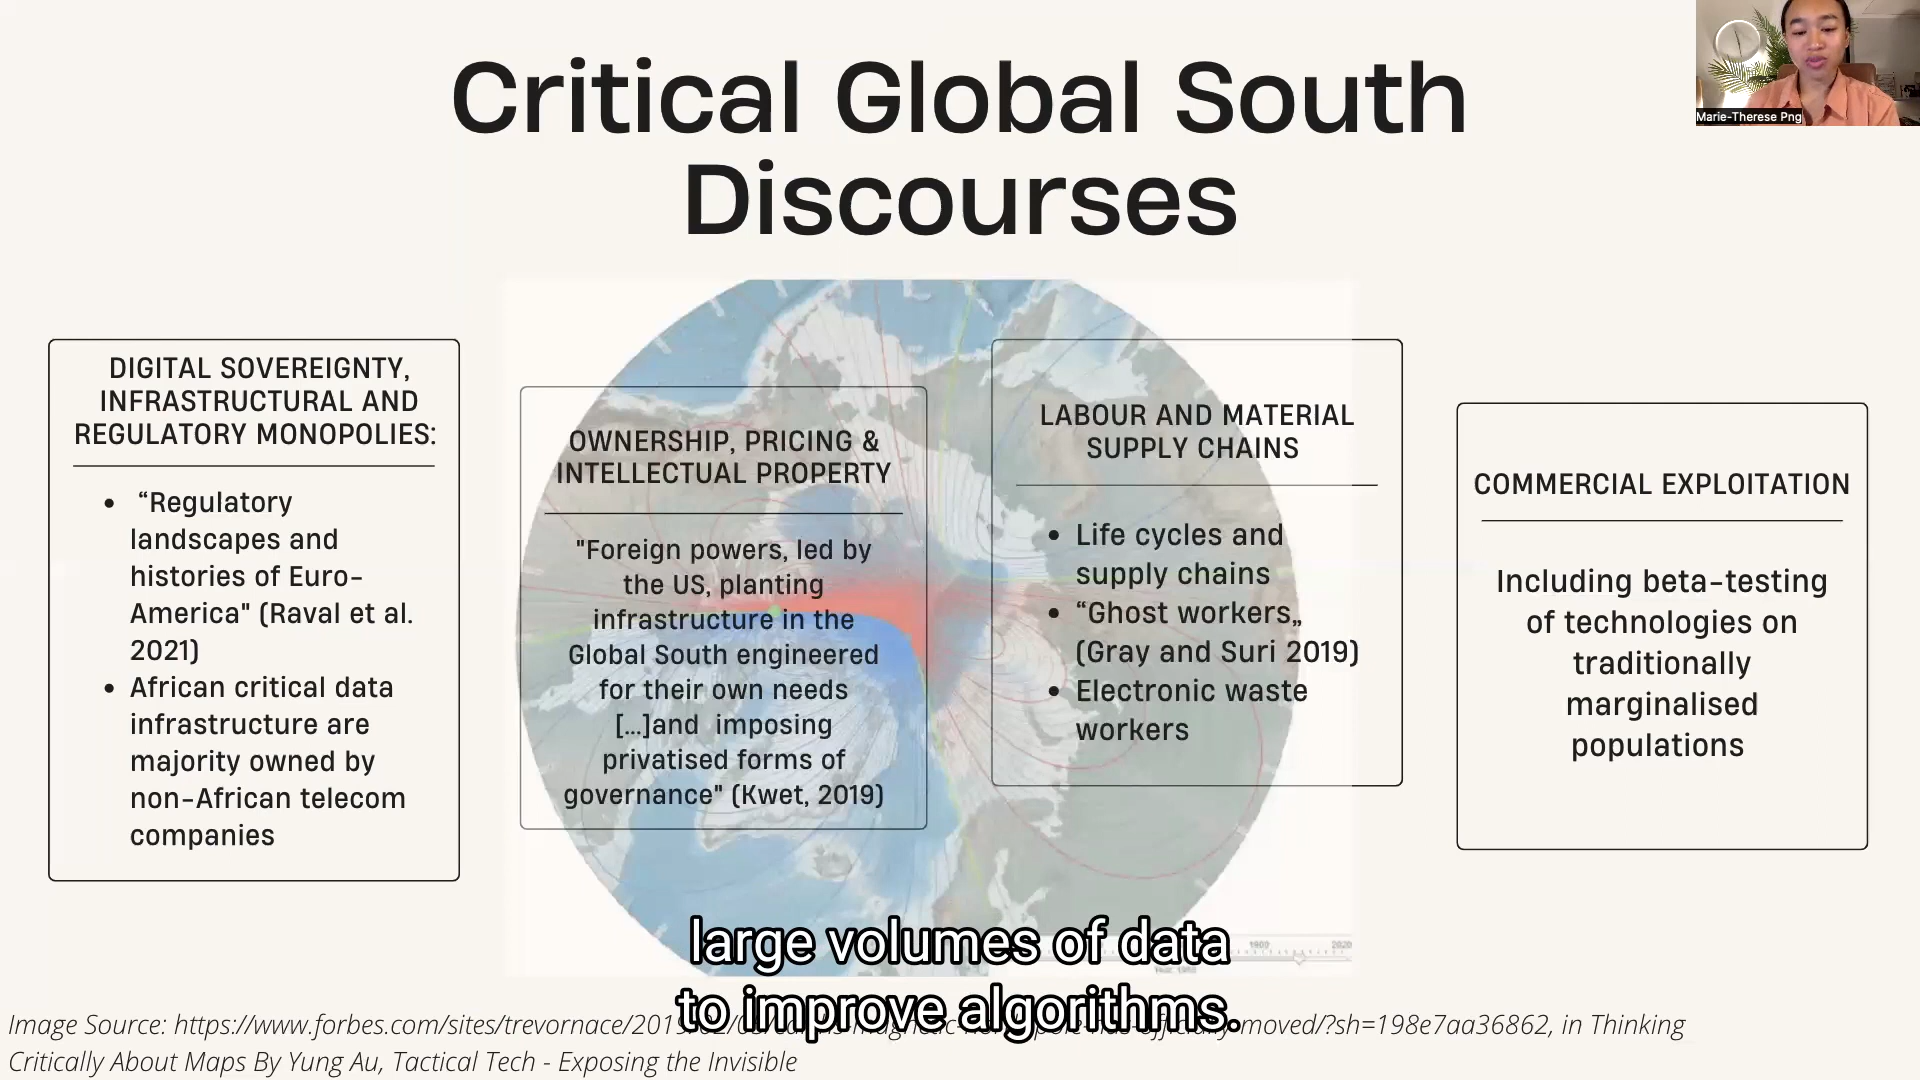 Critical Global South
Discourses
Marie-Therese Png
DIGITAL SOVEREIGNTY,
INFRASTRUCTURAL AND
REGULATORY MONOPOLIES:
• “Regulatory
landscapes and
histories of Euro-
America" (Raval et al.
2021)
• African critical data
infrastructure are
majority owned by
non-African telecom
companies
OWNERSHIP, PRICING &
INTELLECTUAL PROPERTY
"Foreign powers, led by
the US, planting
infrastructure in the
Global South engineered
for their own needs
[...]and imposing
privatised forms of
governance" (Kwet, 2019)
LABOUR AND MATERIAL
SUPPLY CHAINS
• Life cycles and
supply chains
• “Ghost workers„
(Gray and Suri 2019)
• Electronic waste
workers
COMMERCIAL EXPLOITATION
Including beta-testing
of technologies on
traditionally
marginalised
populations
1900 2020
large volumes of data
to improve algorithms.
Image Source: https://www.forbes.com/sites/trevornace/201 moved/?sh=198e7aa36862, in Thinking
Critically About Maps By Yung Au, Tactical Tech - Exposing the Invisible